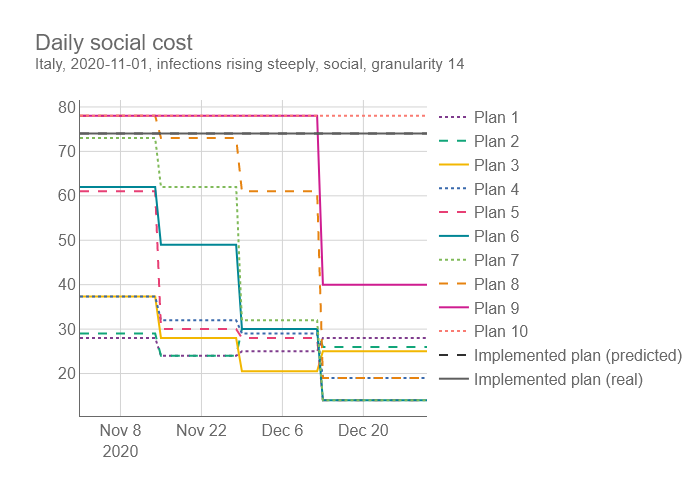 Daily social cost
Italy, 2020-11-01, infections rising steeply, social, granularity 14
80
70
60
50
40
30
20
Nov 8
2020
Nov 22
Dec 6
Dec 20
Plan 1
Plan 2
Plan 3
Plan 4
Plan 5
Plan 6
Plan 7
Plan 8
Plan 9
Plan 10
Implemented plan (predicted)
Implemented plan (real)